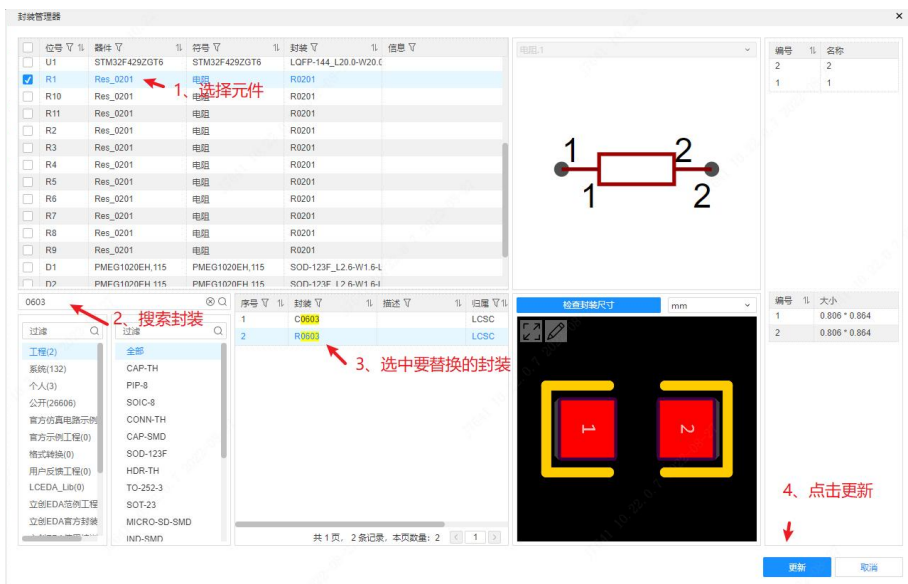 封装管理器 ×
位号 器件 符号 封装 信息
U1 STM32F429ZGT6 STM32F429ZGT6 LQFP-144_L20.0-W20.0
R1 Res_0201 电阻 R0201
1、选择元件
R10 Res_0201 电阻 R0201
R11 Res_0201 电阻 R0201
R2 Res_0201 电阻 R0201
R3 Res_0201 电阻 R0201
R4 Res_0201 电阻 R0201
R5 Res_0201 电阻 R0201
R6 Res_0201 电阻 R0201
R7 Res_0201 电阻 R0201
R8 Res_0201 电阻 R0201
R9 Res_0201 电阻 R0201
D1 PMEG1020EH,115 PMEG1020EH,115 SOD-123F_L2.6-W1.6-L
D2 PMEG1020EH,115 PMEG1020EH,115 SOD-123F_L2.6-W1.6-L
电阻.1
1 2
1 2
编号 名称
2 2
1 1
0603
2、搜索封装
过滤
工程(2)
系统(132)
个人(3)
公开(26606)
官方仿真电路示例
官方示例工程(0)
格式转换(0)
用户反馈工程(0)
LCEDA_Lib(0)
立创EDA范例工程
立创EDA官方封装
过滤
全部
CAP-TH
PIP-8
SOIC-8
CONN-TH
CAP-SMD
SOD-123F
HDR-TH
TO-252-3
SOT-23
MICRO-SD-SMD
IND-SMD
序号 封装 描述 归属
1 C0603 LCSC
2 R0603 LCSC
3、选中要替换的封装
共 1 页， 2 条记录，本页数量：2 1
检查封装尺寸 mm
1 2
编号 大小
1 0.806 * 0.864
2 0.806 * 0.864
4、点击更新
更新 取消